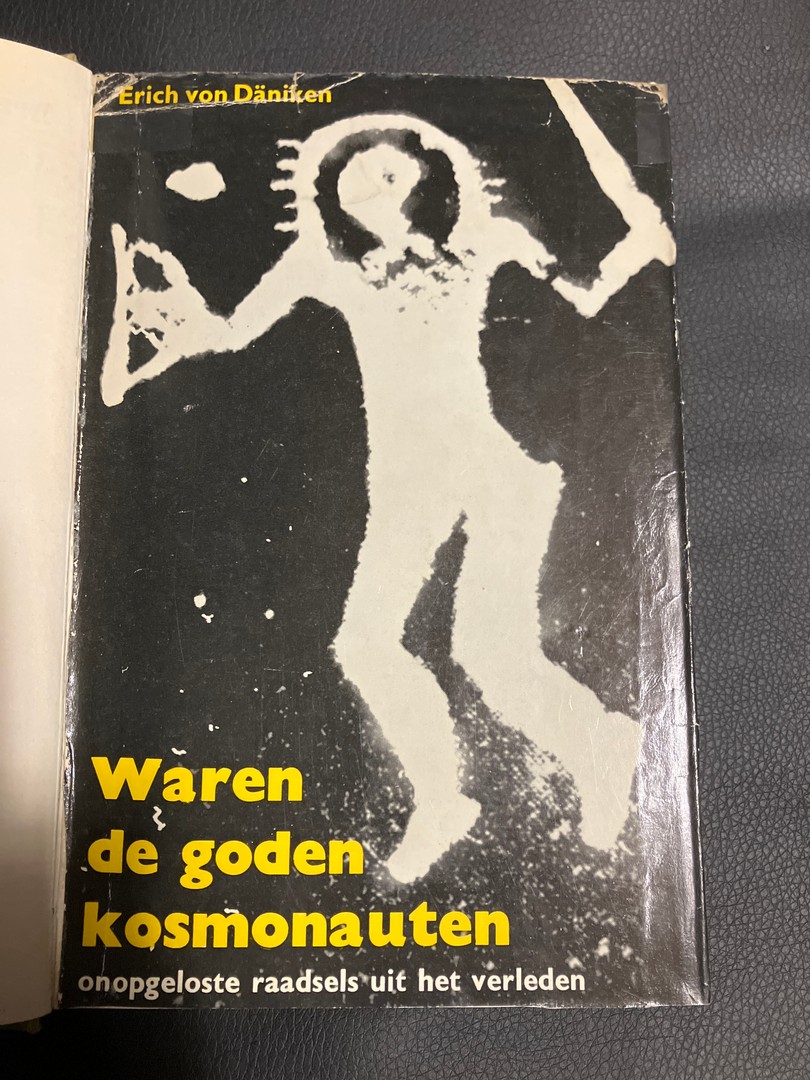 Erich von Däniken
Waren
de goden
kosmonauten
onopgeloste raadsels uit het verleden